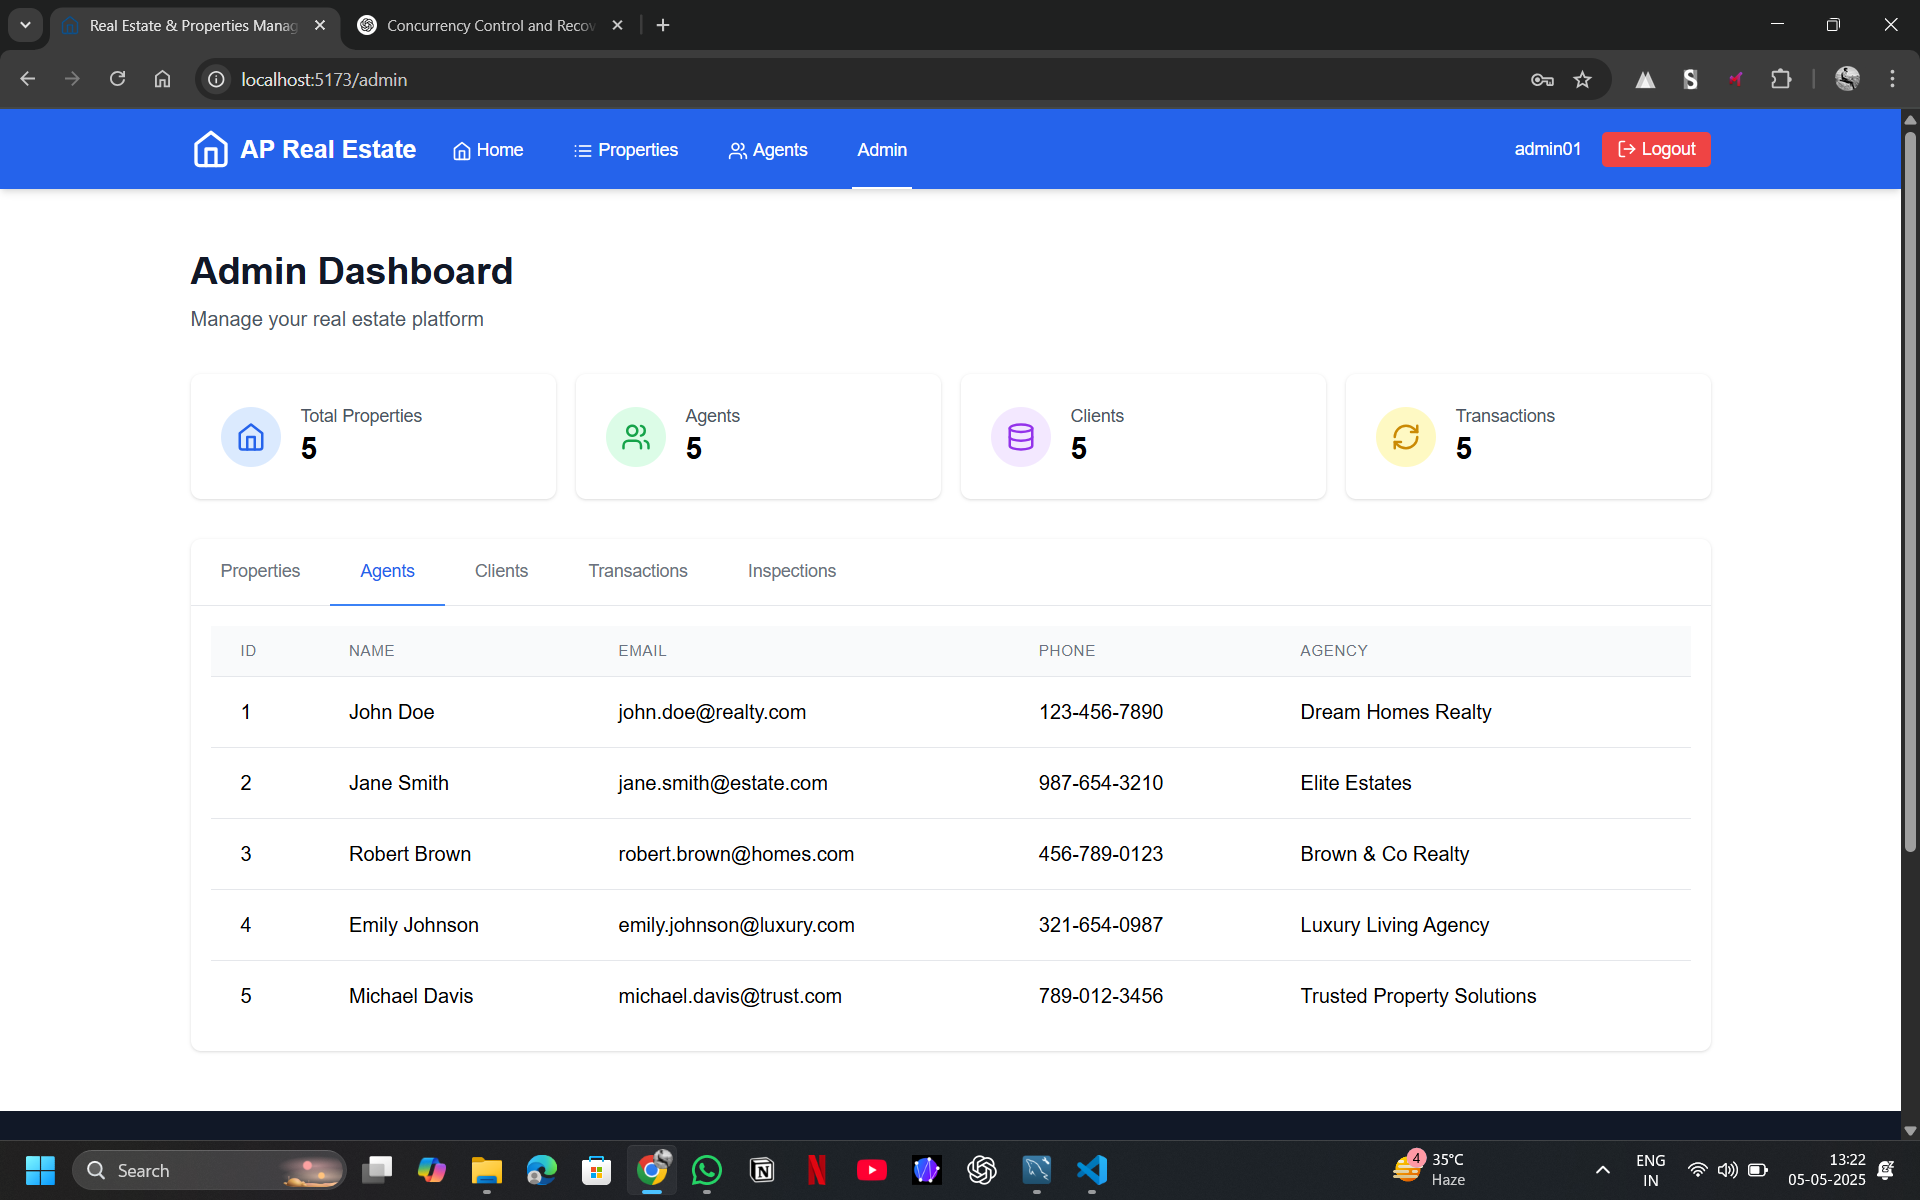 Real Estate & Properties Manag
Concurrency Control and Recov
localhost:5173/admin
AP Real Estate
Home
Properties
Agents
Admin
admin01
Logout
Admin Dashboard
Manage your real estate platform
Total Properties
5
Agents
5
Clients
5
Transactions
5
Properties
Agents
Clients
Transactions
Inspections
ID NAME EMAIL PHONE AGENCY
1 John Doe john.doe@realty.com 123-456-7890 Dream Homes Realty
2 Jane Smith jane.smith@estate.com 987-654-3210 Elite Estates
3 Robert Brown robert.brown@homes.com 456-789-0123 Brown & Co Realty
4 Emily Johnson emily.johnson@luxury.com 321-654-0987 Luxury Living Agency
5 Michael Davis michael.davis@trust.com 789-012-3456 Trusted Property Solutions
Search
4
35°C
Haze
ENG
IN
13:22
05-05-2025